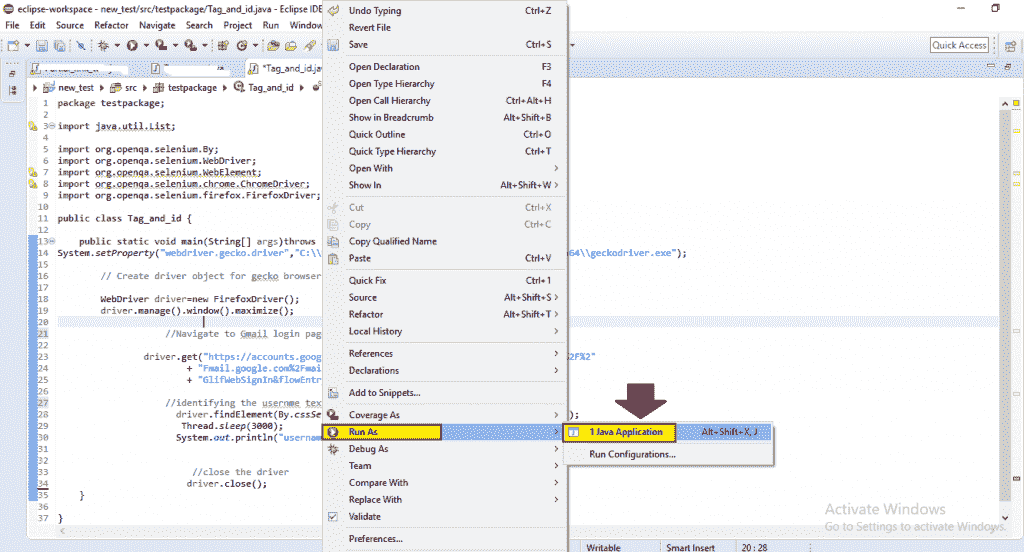 eclipse-workspace - new_test/src/testpackage/Tag_and_id.java - Eclipse IDE
File Edit Source Refactor Navigate Search Project Run
Quick Access
*Tag_and_id.ja
new_test src testpackage Tag_and_id
1 package testpackage;
2
3 import java.util.List;
4
5 import org.openqa.selenium.By;
6 import org.openqa.selenium.WebDriver;
7 import org.openqa.selenium.WebElement;
8 import org.openqa.selenium.chrome.ChromeDriver;
9 import org.openqa.selenium.firefox.FirefoxDriver;
10
11 public class Tag_and_id {
12
13 public static void main(String[] args)throws
14 System.setProperty("webdriver.gecko.driver","C:\\ 64\\geckodriver.exe");
15
16 // Create driver object for gecko browser
17
18 WebDriver driver=new FirefoxDriver();
19 driver.manage().window().maximize();
20
21 //Navigate to Gmail login pag
22
23 driver.get("https://accounts.goog %2F%2"
24 + "Fmail.google.com%2Fmai
25 + "GlifWebSignIn&flowEntr
26
27 //identifying the usernme tex
28 driver.findElement(By.cssSe );
29 Thread.sleep(3000);
30 System.out.println("usernam
31
32
33 //close the driver
34 driver.close();
35 }
36
37 }
Undo Typing Ctrl+Z
Revert File
Save Ctrl+S
Open Declaration F3
Open Type Hierarchy F4
Open Call Hierarchy Ctrl+Alt+H
Show in Breadcrumb Alt+Shift+B
Quick Outline Ctrl+O
Quick Type Hierarchy Ctrl+T
Open With
Show In Alt+Shift+W
Cut Ctrl+X
Copy Ctrl+C
Copy Qualified Name
Paste Ctrl+V
Quick Fix Ctrl+1
Source Alt+Shift+S
Refactor Alt+Shift+T
Local History
References
Declarations
Add to Snippets...
Coverage As
Run As
Debug As
Team
Compare With
Replace With
Validate
Preferences...
1 Java Application Alt+Shift+X, J
Run Configurations...
Activate Windows
Go to Settings to activate Windows.
Writable Smart Insert 20 : 28